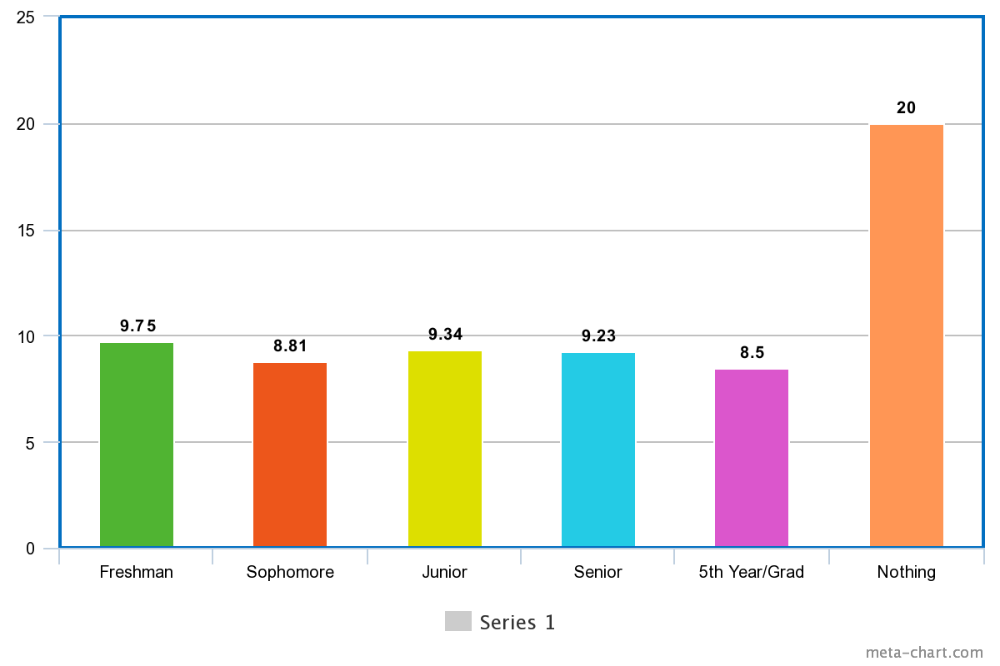 25
20
15
10
5
0
20
9.75
8.81
9.34
9.23
8.5
Freshman
Sophomore
Junior
Senior
5th Year/Grad
Nothing
Series 1
meta-chart.com